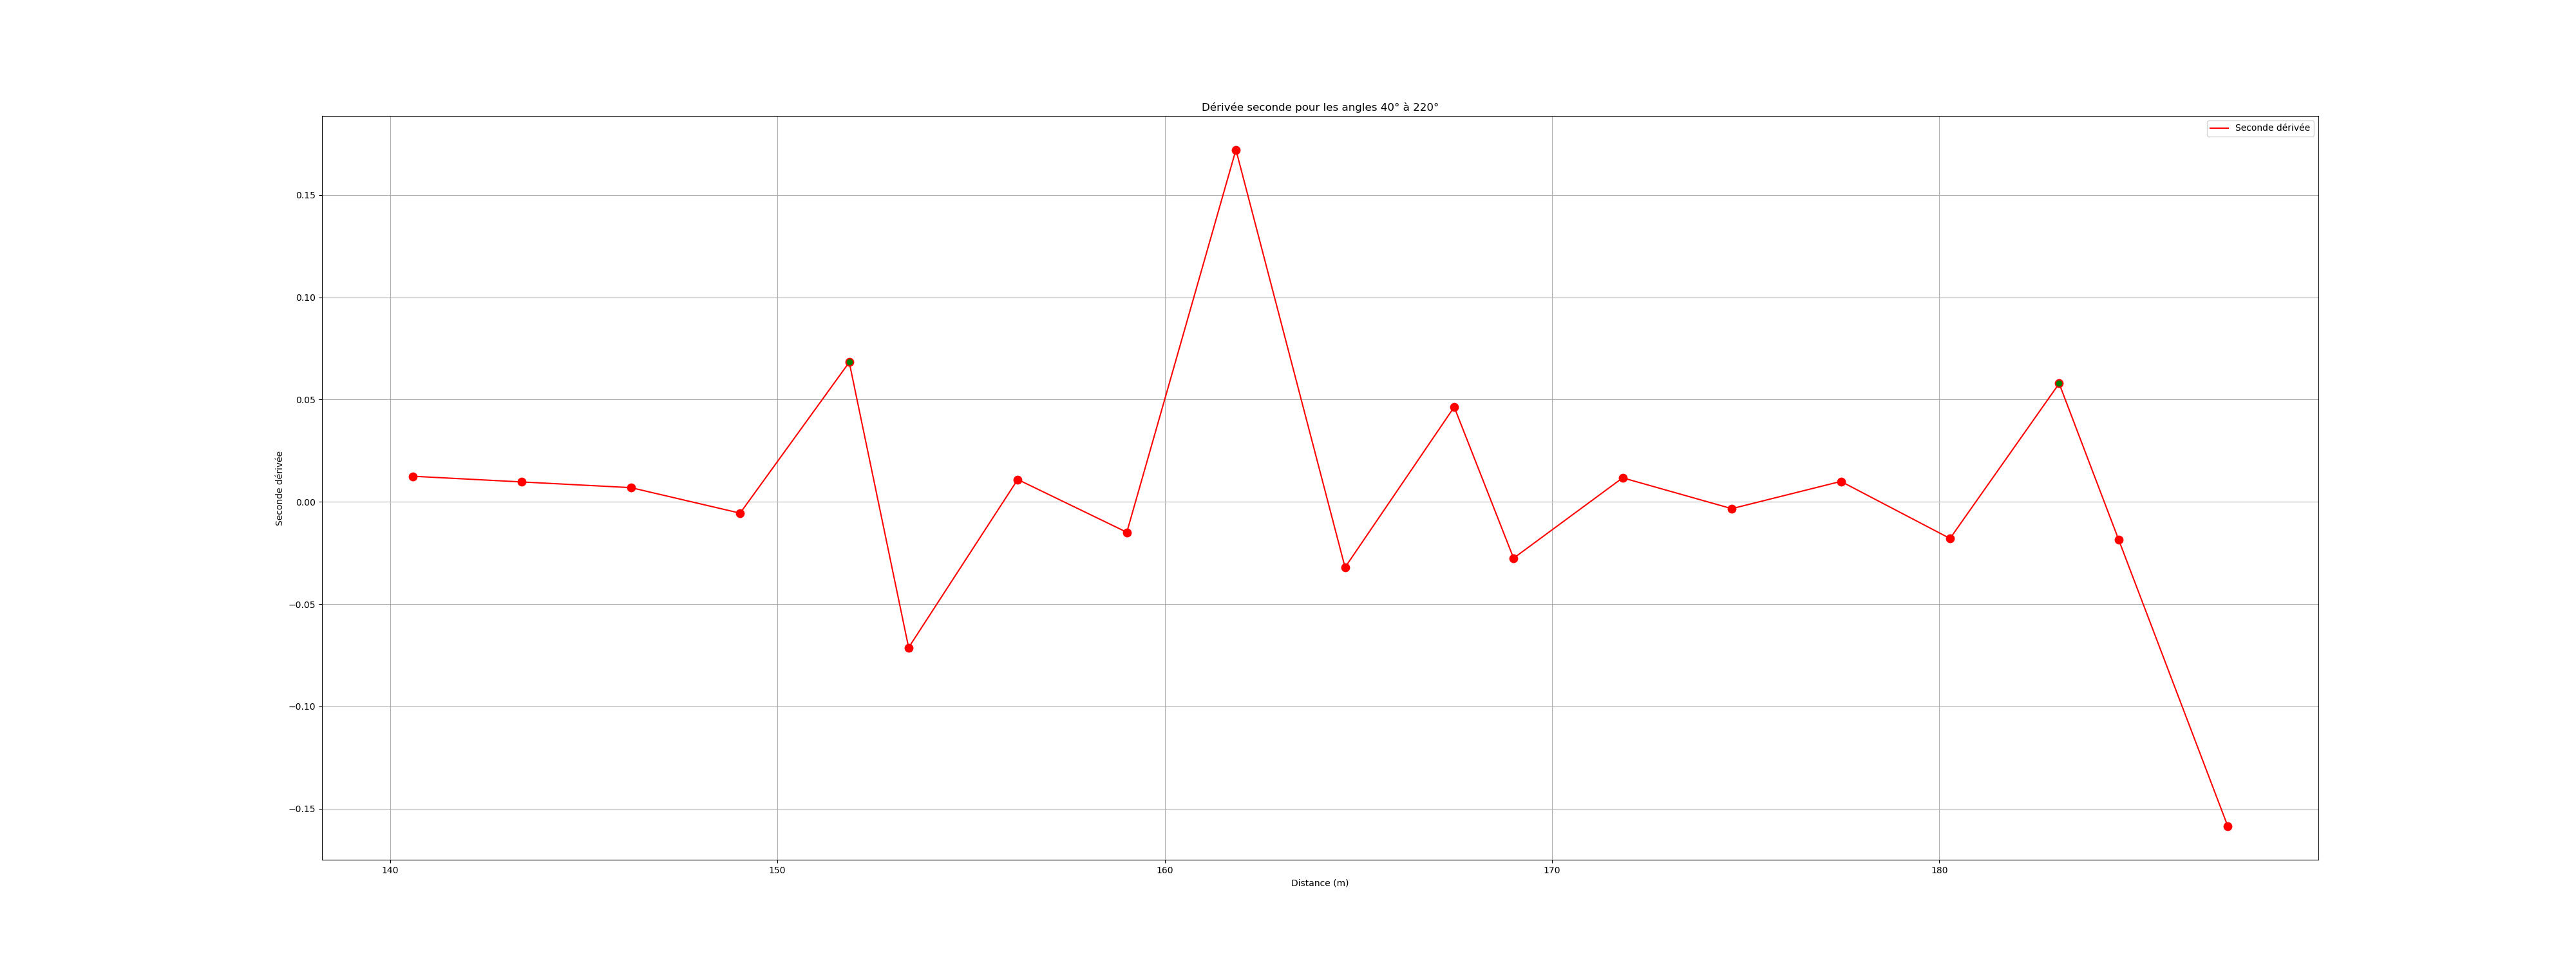 Dérivée seconde pour les angles 40° à 220°
Seconde dérivée
0.15
0.10
0.05
0.00
−0.05
−0.10
−0.15
Seconde dérivée
140 150 160 170 180
Distance (m)